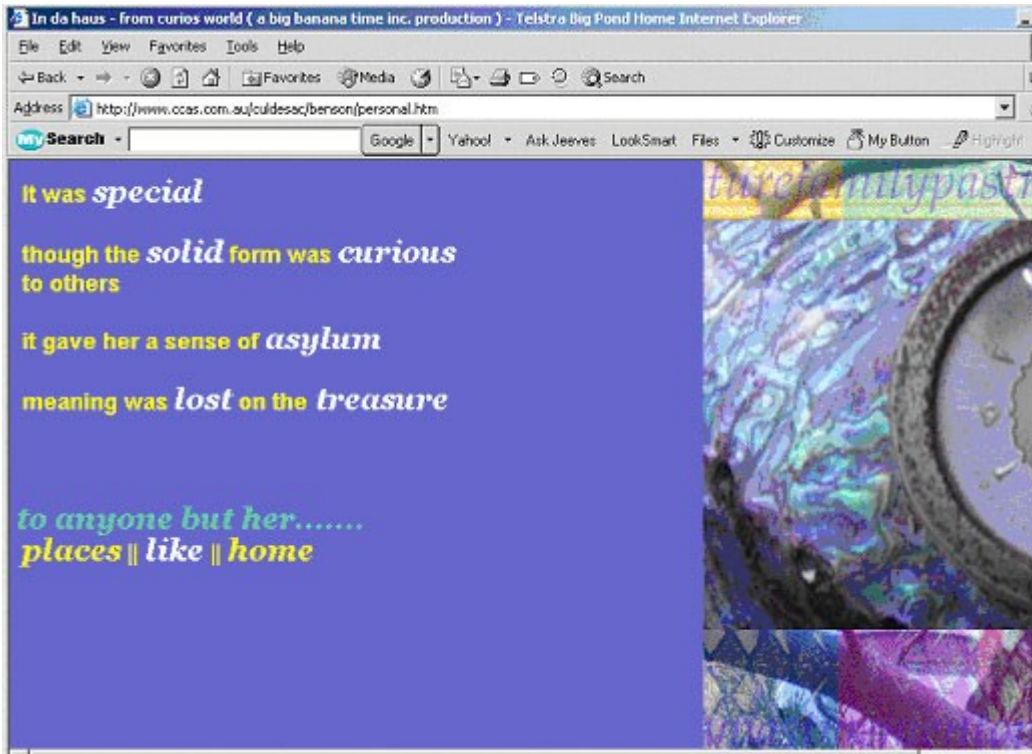 In da haus - from curios world ( a big banana time inc. production ) - Telstra Big Pond Home Internet Explorer
File Edit View Favorites Tools Help
Back Favorites Media Search
Address http://www.ccas.com.au/culdesac/benson/personal.htm
My Search Google Yahoo! Ask Jeeves LookSmart Files Customize My Button Highlight
It was special
though the solid form was curious
to others
it gave her a sense of asylum
meaning was lost on the treasure
to anyone but her.......
places || like || home
turefamilypastr